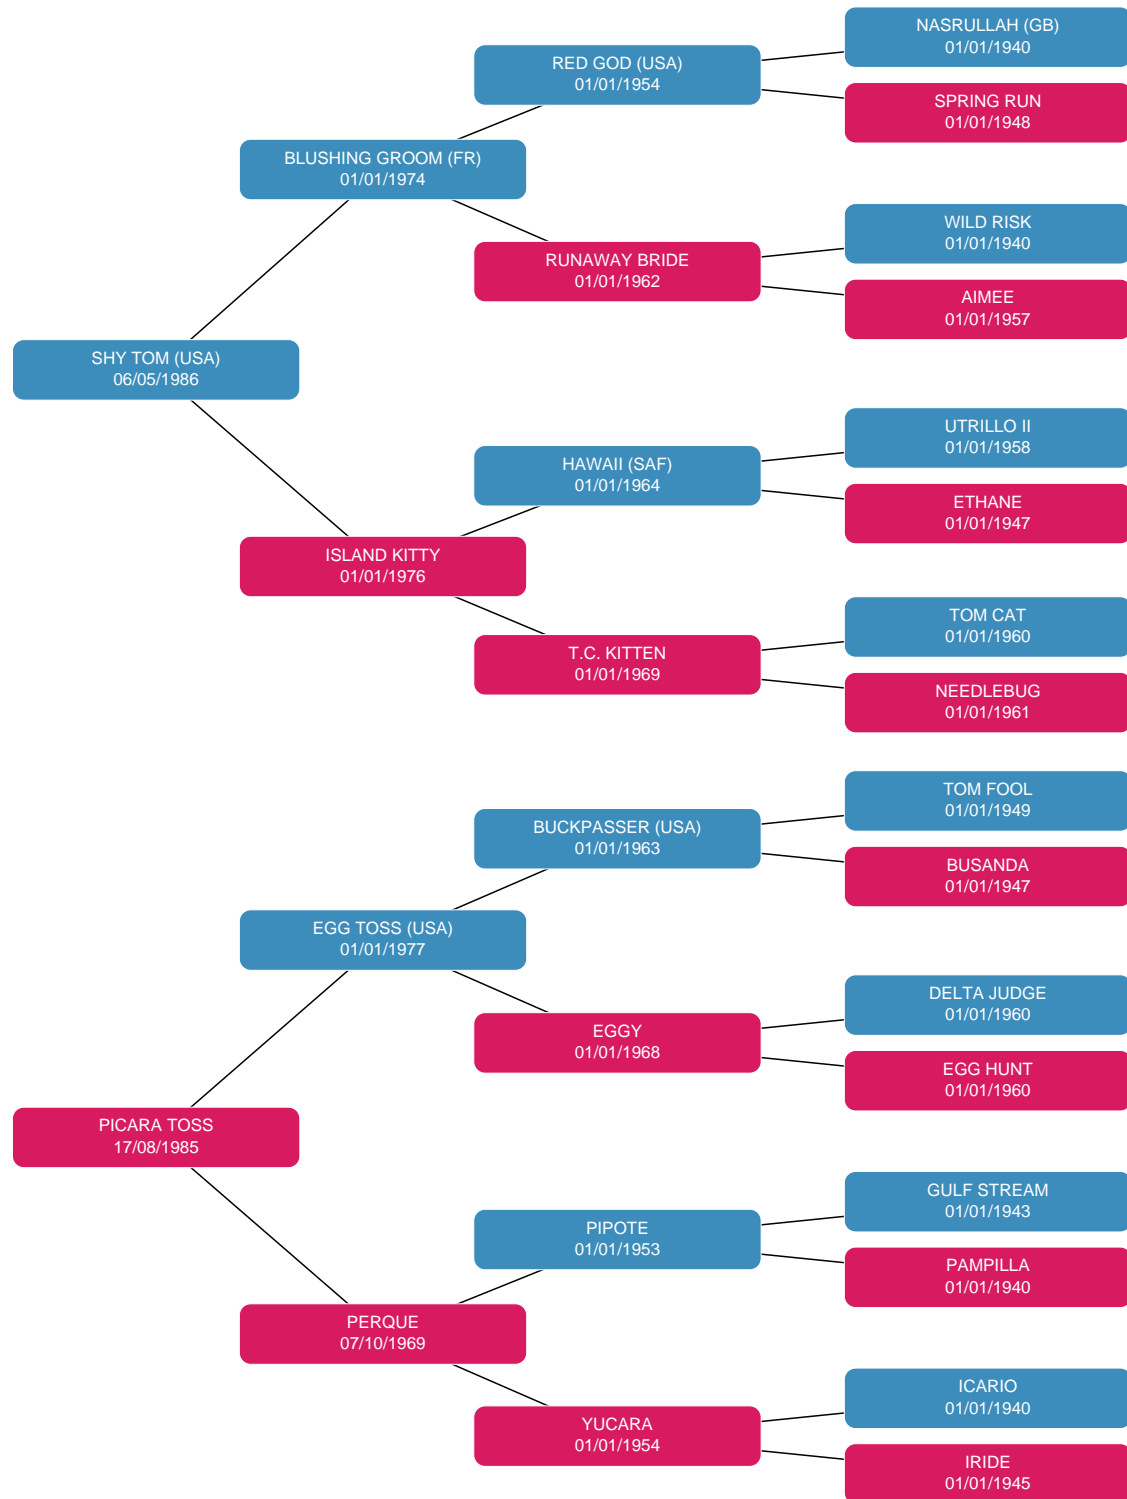 NASRULLAH (GB)
01/01/1940
RED GOD (USA)
01/01/1954
SPRING RUN
01/01/1948
BLUSHING GROOM (FR)
01/01/1974
WILD RISK
01/01/1940
RUNAWAY BRIDE
01/01/1962
AIMEE
01/01/1957
SHY TOM (USA)
06/05/1986
UTRILLO II
01/01/1958
HAWAII (SAF)
01/01/1964
ETHANE
01/01/1947
ISLAND KITTY
01/01/1976
TOM CAT
01/01/1960
T.C. KITTEN
01/01/1969
NEEDLEBUG
01/01/1961
TOM FOOL
01/01/1949
BUCKPASSER (USA)
01/01/1963
BUSANDA
01/01/1947
EGG TOSS (USA)
01/01/1977
DELTA JUDGE
01/01/1960
EGGY
01/01/1968
EGG HUNT
01/01/1960
PICARA TOSS
17/08/1985
GULF STREAM
01/01/1943
PIPOTE
01/01/1953
PAMPILLA
01/01/1940
PERQUE
07/10/1969
ICARIO
01/01/1940
YUCARA
01/01/1954
IRIDE
01/01/1945